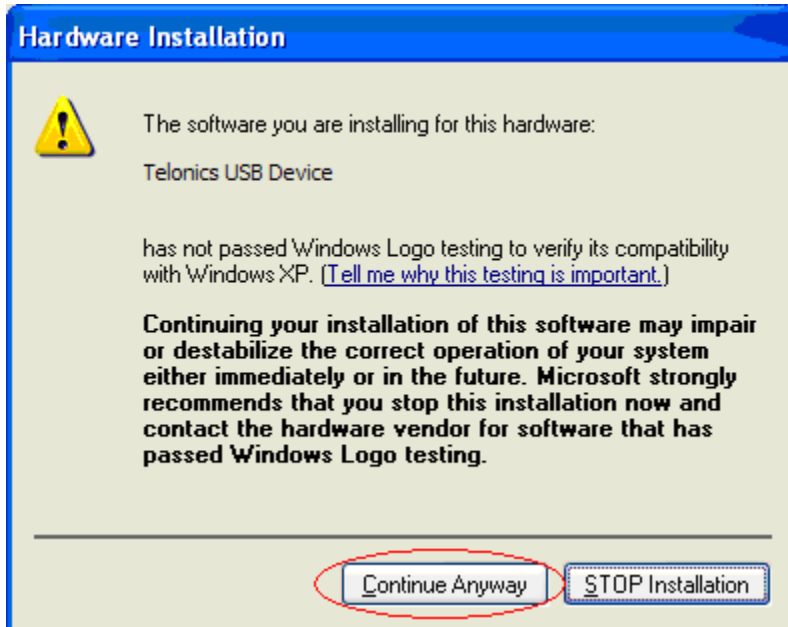 Hardware Installation
The software you are installing for this hardware:
Telonics USB Device
has not passed Windows Logo testing to verify its compatibility
with Windows XP. (Tell me why this testing is important.)
Continuing your installation of this software may impair
or destabilize the correct operation of your system
either immediately or in the future. Microsoft strongly
recommends that you stop this installation now and
contact the hardware vendor for software that has
passed Windows Logo testing.
Continue Anyway STOP Installation